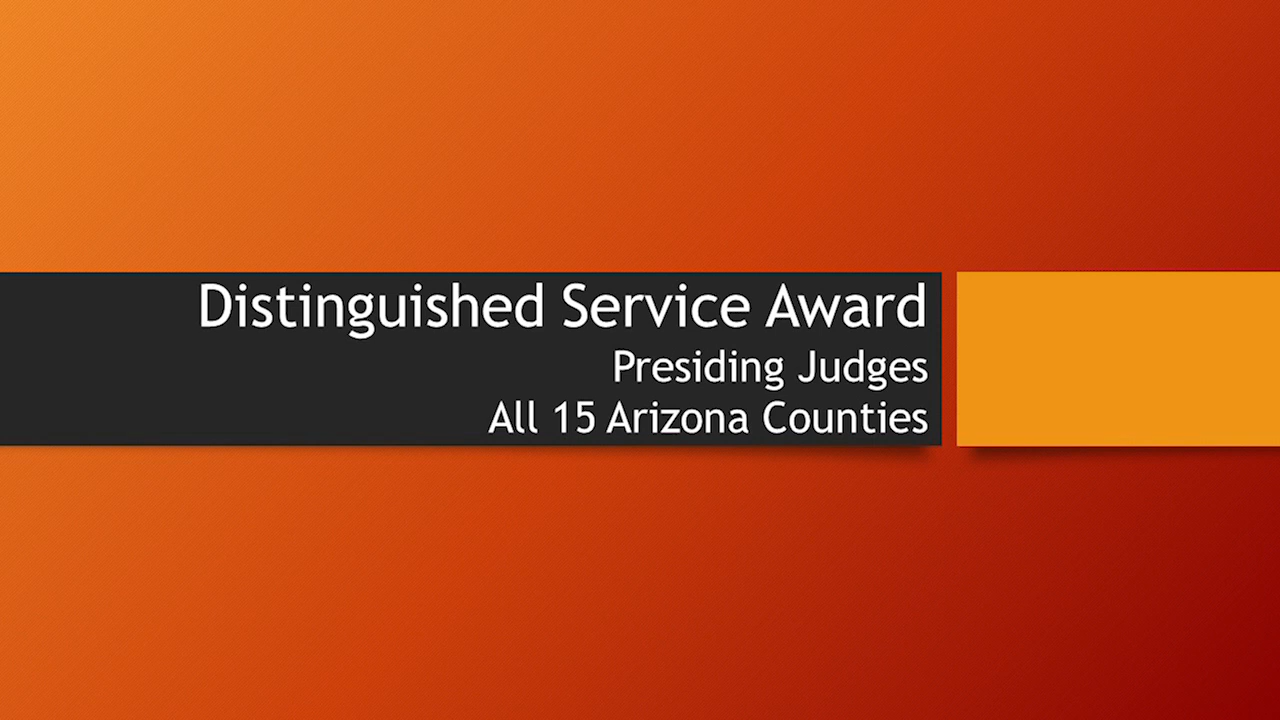 Distinguished Service Award
Presiding Judges
All 15 Arizona Counties